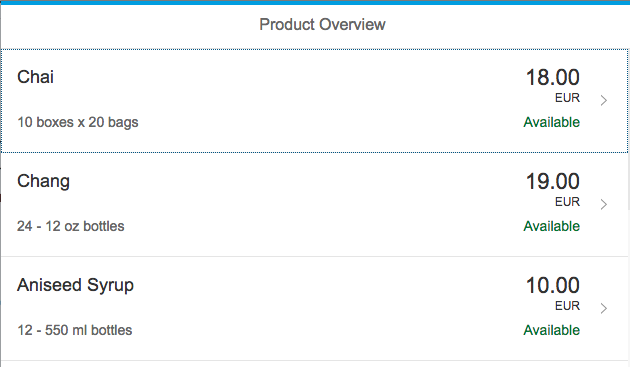 Product Overview
Chai 18.00
EUR
10 boxes x 20 bags Available
Chang 19.00
EUR
24 - 12 oz bottles Available
Aniseed Syrup 10.00
EUR
12 - 550 ml bottles Available